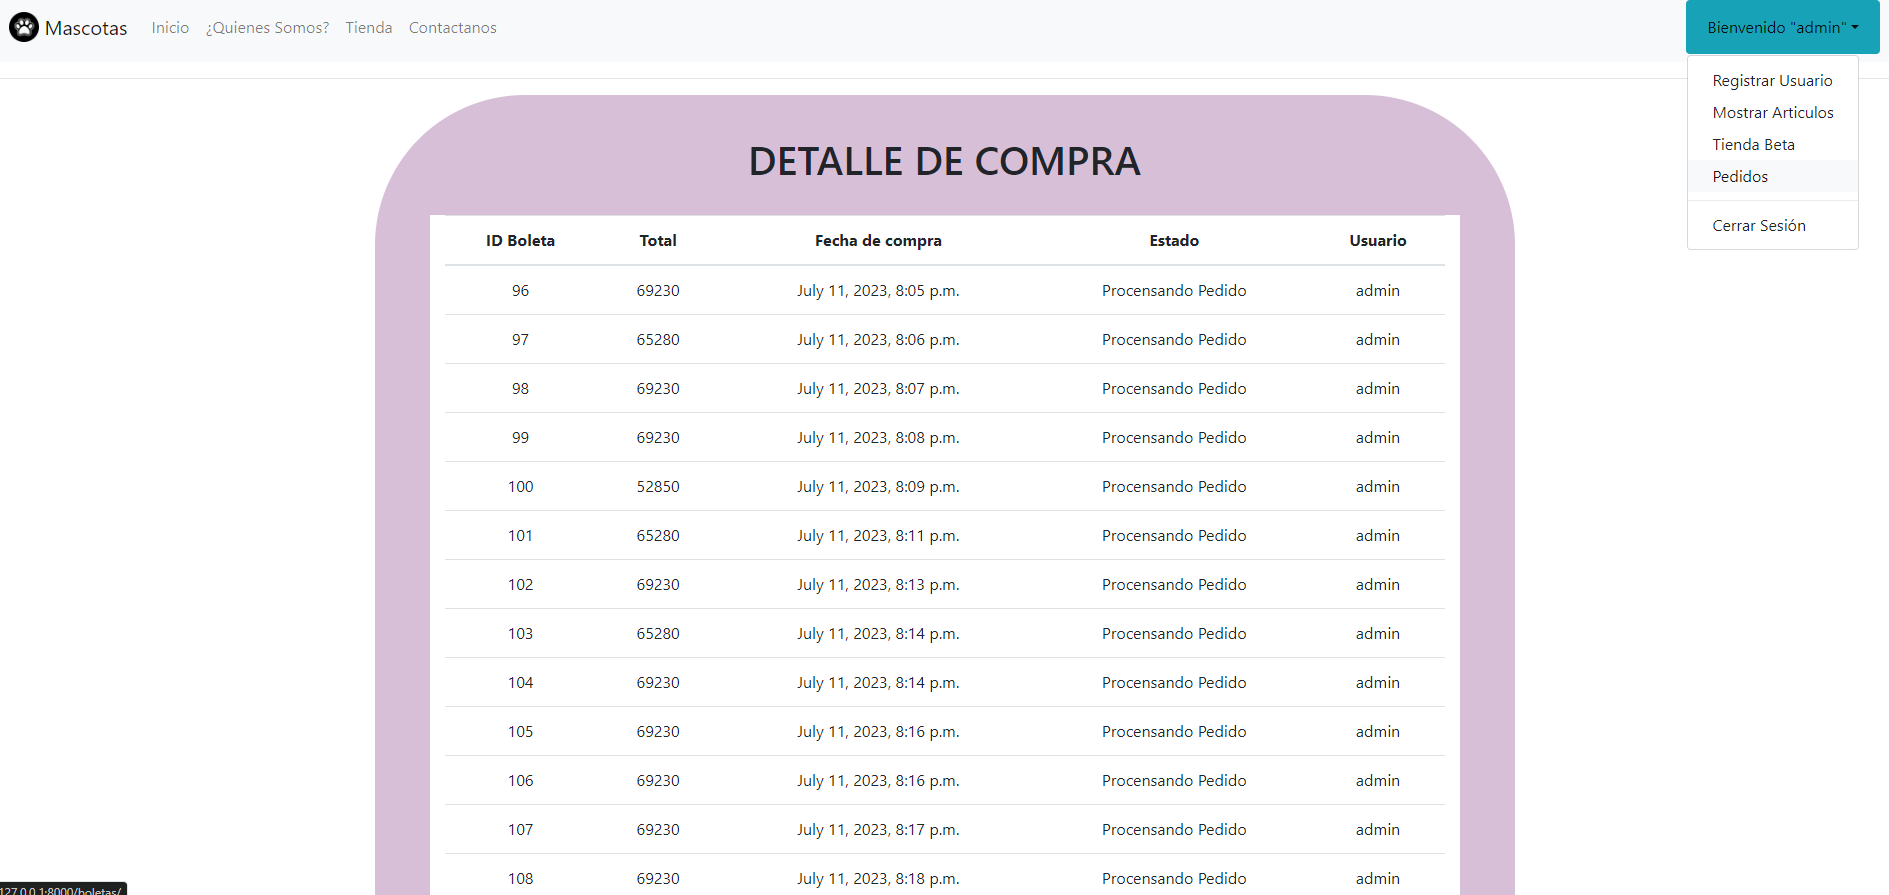 Mascotas Inicio ¿Quienes Somos? Tienda Contactanos Bienvenido "admin"
Registrar Usuario
Mostrar Articulos
Tienda Beta
Pedidos
Cerrar Sesión
DETALLE DE COMPRA
ID Boleta Total Fecha de compra Estado Usuario
96 69230 July 11, 2023, 8:05 p.m. Procensando Pedido admin
97 65280 July 11, 2023, 8:06 p.m. Procensando Pedido admin
98 69230 July 11, 2023, 8:07 p.m. Procensando Pedido admin
99 69230 July 11, 2023, 8:08 p.m. Procensando Pedido admin
100 52850 July 11, 2023, 8:09 p.m. Procensando Pedido admin
101 65280 July 11, 2023, 8:11 p.m. Procensando Pedido admin
102 69230 July 11, 2023, 8:13 p.m. Procensando Pedido admin
103 65280 July 11, 2023, 8:14 p.m. Procensando Pedido admin
104 69230 July 11, 2023, 8:14 p.m. Procensando Pedido admin
105 69230 July 11, 2023, 8:16 p.m. Procensando Pedido admin
106 69230 July 11, 2023, 8:16 p.m. Procensando Pedido admin
107 69230 July 11, 2023, 8:17 p.m. Procensando Pedido admin
108 69230 July 11, 2023, 8:18 p.m. Procensando Pedido admin
127.0.0.1:8000/boletas/